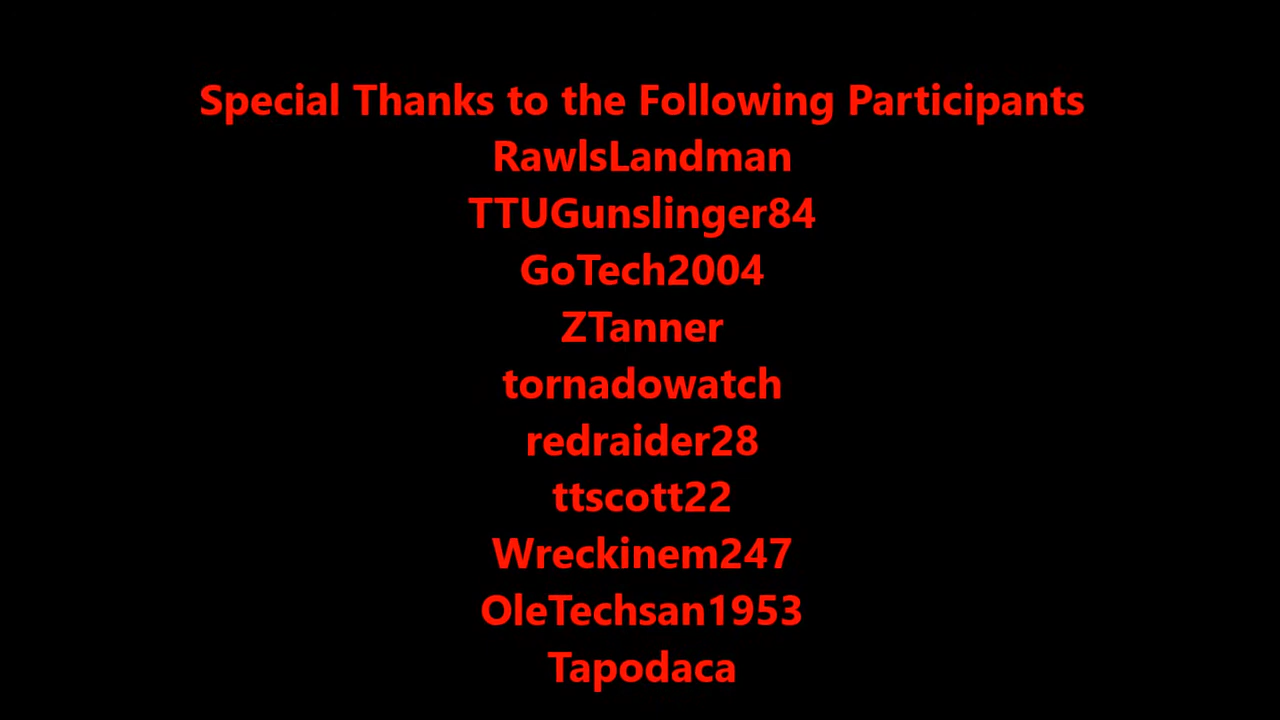 Special Thanks to the Following Participants
RawlsLandman
TTUGunslinger84
GoTech2004
ZTanner
tornadowatch
redraider28
ttscott22
Wreckinem247
OleTechsan1953
Tapodaca